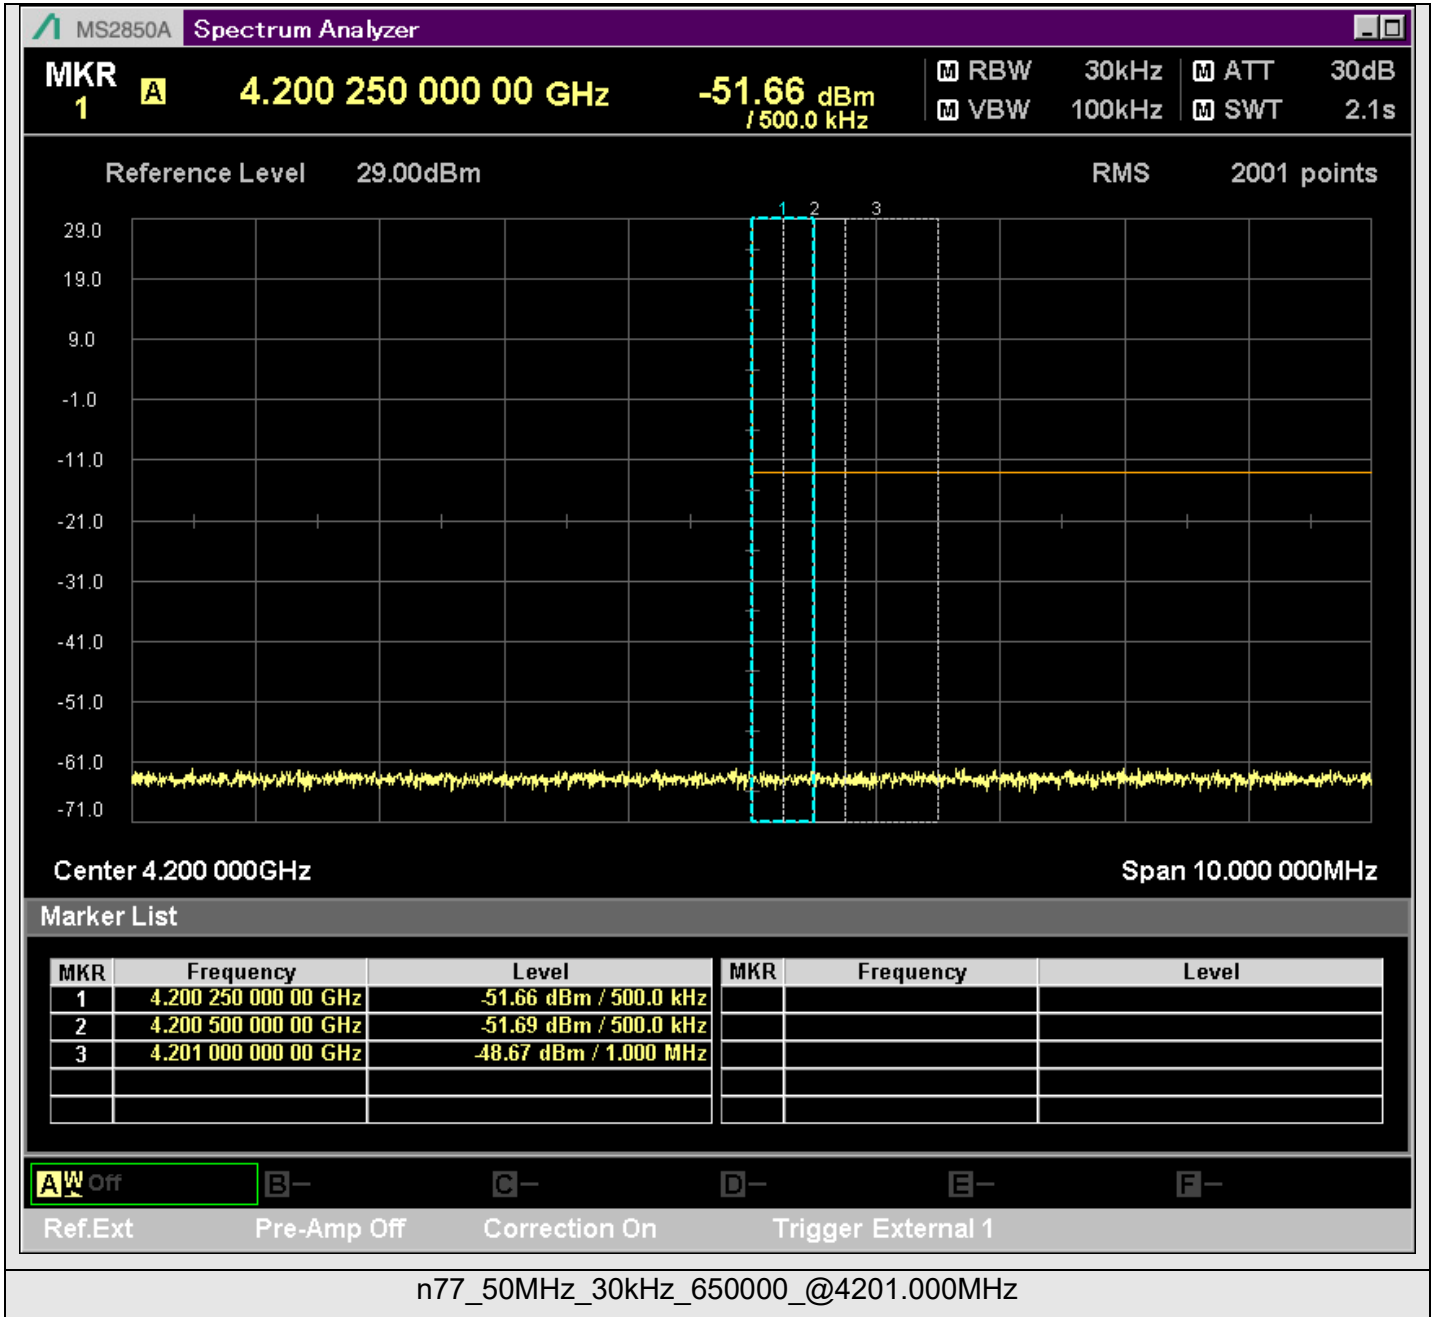 MS2850A Spectrum Analyzer
MKR 1 A 4.200 250 000 00 GHz -51.66 dBm / 500.0 kHz
M RBW 30kHz M ATT 30dB
M VBW 100kHz M SWT 2.1s
Reference Level 29.00dBm RMS 2001 points
1 2 3
29.0
19.0
9.0
-1.0
-11.0
-21.0
-31.0
-41.0
-51.0
-61.0
-71.0
Center 4.200 000GHz Span 10.000 000MHz
Marker List
MKR Frequency Level MKR Frequency Level
1 4.200 250 000 00 GHz -51.66 dBm / 500.0 kHz
2 4.200 500 000 00 GHz -51.69 dBm / 500.0 kHz
3 4.201 000 000 00 GHz -48.67 dBm / 1.000 MHz
A W Off B – C – D – E – F –
Ref.Ext Pre-Amp Off Correction On Trigger External 1
n77_50MHz_30kHz_650000_@4201.000MHz